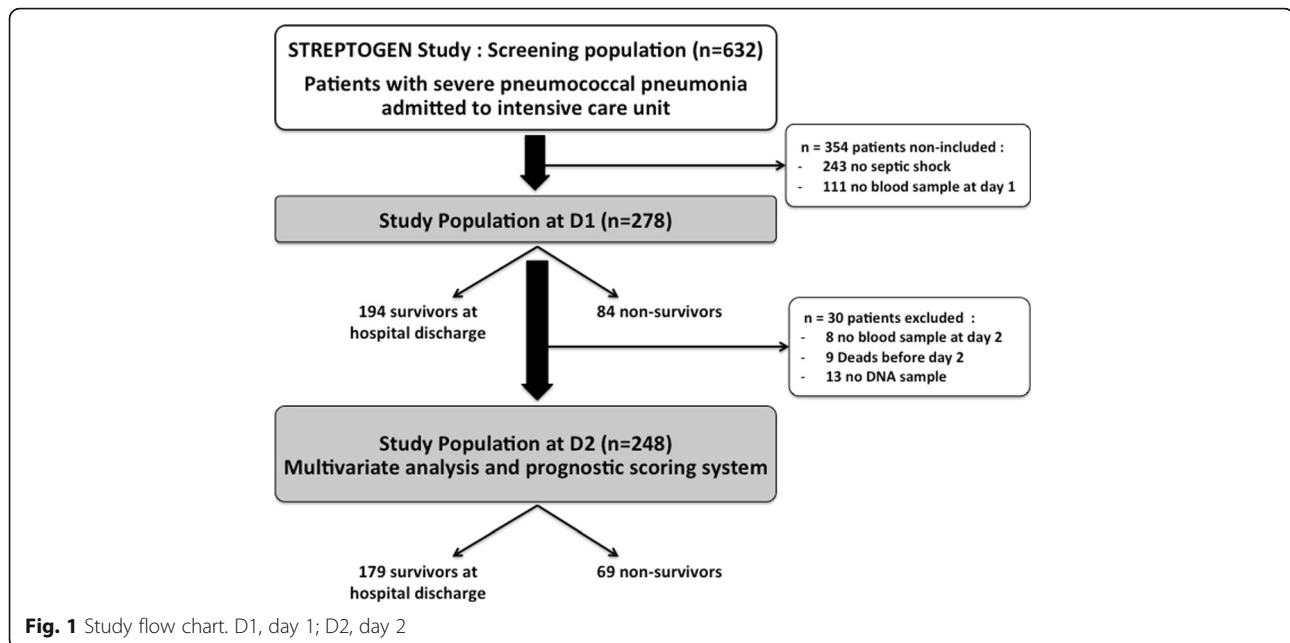 STREPTOGEN Study : Screening population (n=632)
Patients with severe pneumococcal pneumonia
admitted to intensive care unit
n = 354 patients non-included :
- 243 no septic shock
- 111 no blood sample at day 1
Study Population at D1 (n=278)
194 survivors at
hospital discharge
84 non-survivors
n = 30 patients excluded :
- 8 no blood sample at day 2
- 9 Deads before day 2
- 13 no DNA sample
Study Population at D2 (n=248)
Multivariate analysis and prognostic scoring system
179 survivors at
hospital discharge
69 non-survivors
Fig. 1 Study flow chart. D1, day 1; D2, day 2